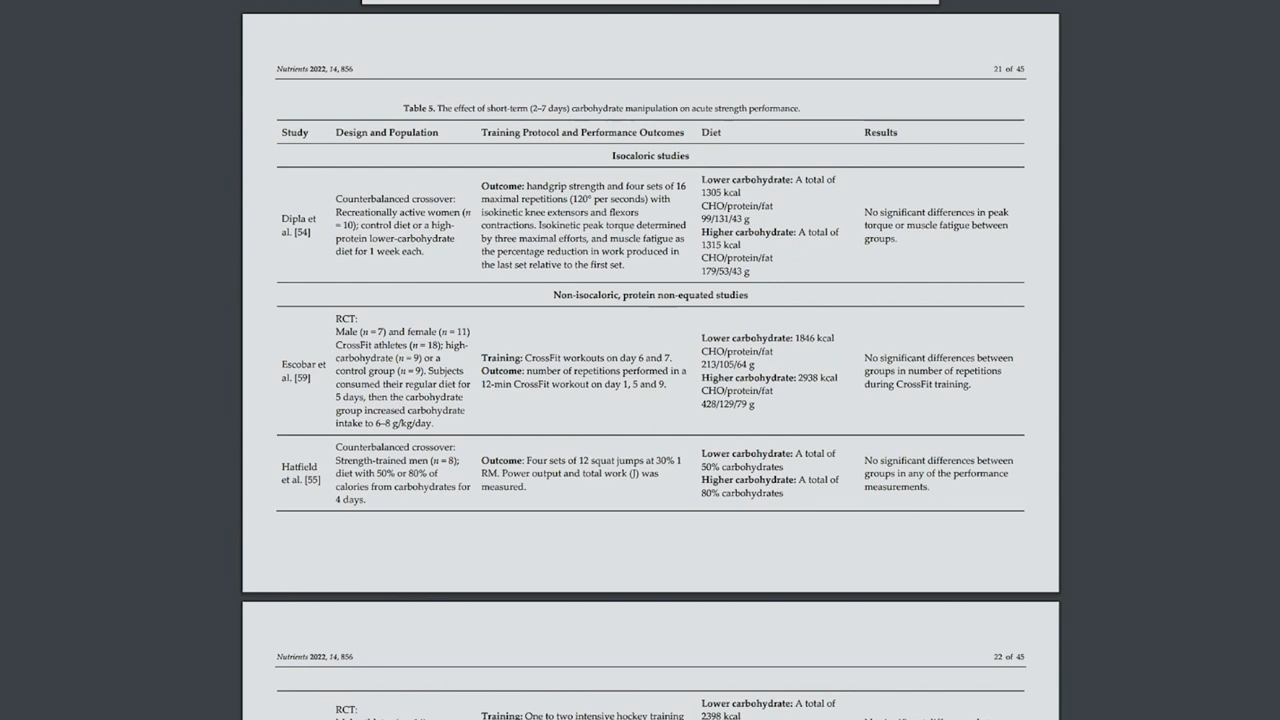 Nutrients 2022, 14, 856
21 of 45
Table 5. The effect of short-term (2–7 days) carbohydrate manipulation on acute strength performance.
Study Design and Population Training Protocol and Performance Outcomes Diet Results
Isocaloric studies
Dipla et
al. [54]
Counterbalanced crossover:
Recreationally active women (n
= 10); control diet or a high-
protein lower-carbohydrate
diet for 1 week each.
Outcome: handgrip strength and four sets of 16
maximal repetitions (120° per seconds) with
isokinetic knee extensors and flexors
contractions. Isokinetic peak torque determined
by three maximal efforts, and muscle fatigue as
the percentage reduction in work produced in
the last set relative to the first set.
Lower carbohydrate: A total of
1305 kcal
CHO/protein/fat
99/131/43 g
Higher carbohydrate: A total of
1315 kcal
CHO/protein/fat
179/53/43 g
No significant differences in peak
torque or muscle fatigue between
groups.
Non-isocaloric, protein non-equated studies
Escobar et
al. [59]
RCT:
Male (n = 7) and female (n = 11)
CrossFit athletes (n = 18); high-
carbohydrate (n = 9) or a
control group (n = 9). Subjects
consumed their regular diet for
5 days, then the carbohydrate
group increased carbohydrate
intake to 6–8 g/kg/day.
Training: CrossFit workouts on day 6 and 7.
Outcome: number of repetitions performed in a
12-min CrossFit workout on day 1, 5 and 9.
Lower carbohydrate: 1846 kcal
CHO/protein/fat
213/105/64 g
Higher carbohydrate: 2938 kcal
CHO/protein/fat
428/129/79 g
No significant differences between
groups in number of repetitions
during CrossFit training.
Hatfield
et al. [55]
Counterbalanced crossover:
Strength-trained men (n = 8);
diet with 50% or 80% of
calories from carbohydrates for
4 days.
Outcome: Four sets of 12 squat jumps at 30% 1
RM. Power output and total work (J) was
measured.
Lower carbohydrate: A total of
50% carbohydrates
Higher carbohydrate: A total of
80% carbohydrates
No significant differences between
groups in any of the performance
measurements.
Nutrients 2022, 14, 856
22 of 45
RCT:
Training: One to two intensive hockey training
Lower carbohydrate: A total of
2398 kcal